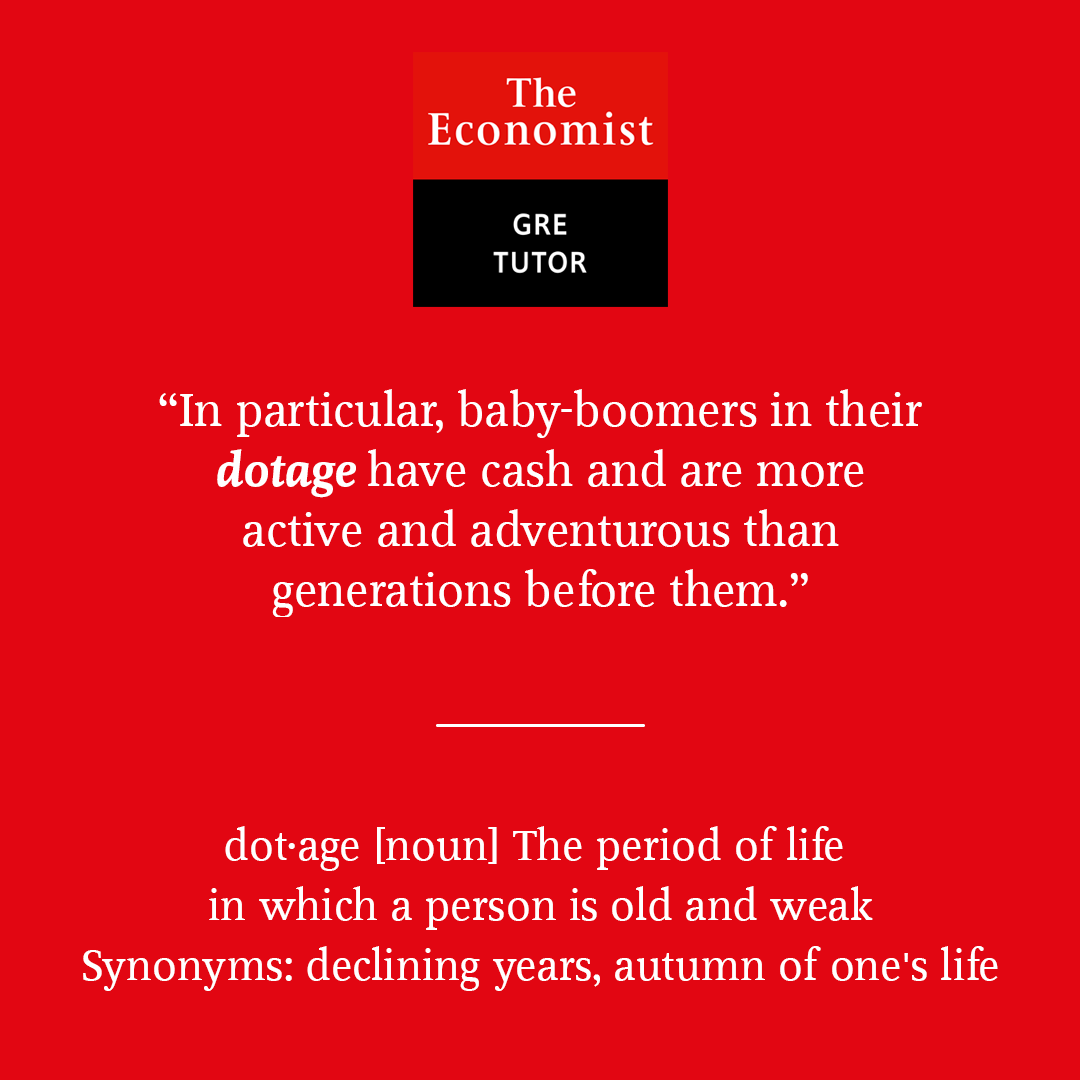 The
Economist
GRE
TUTOR
“In particular, baby-boomers in their
dotage have cash and are more
active and adventurous than
generations before them.”
dot·age [noun] The period of life
in which a person is old and weak
Synonyms: declining years, autumn of one's life